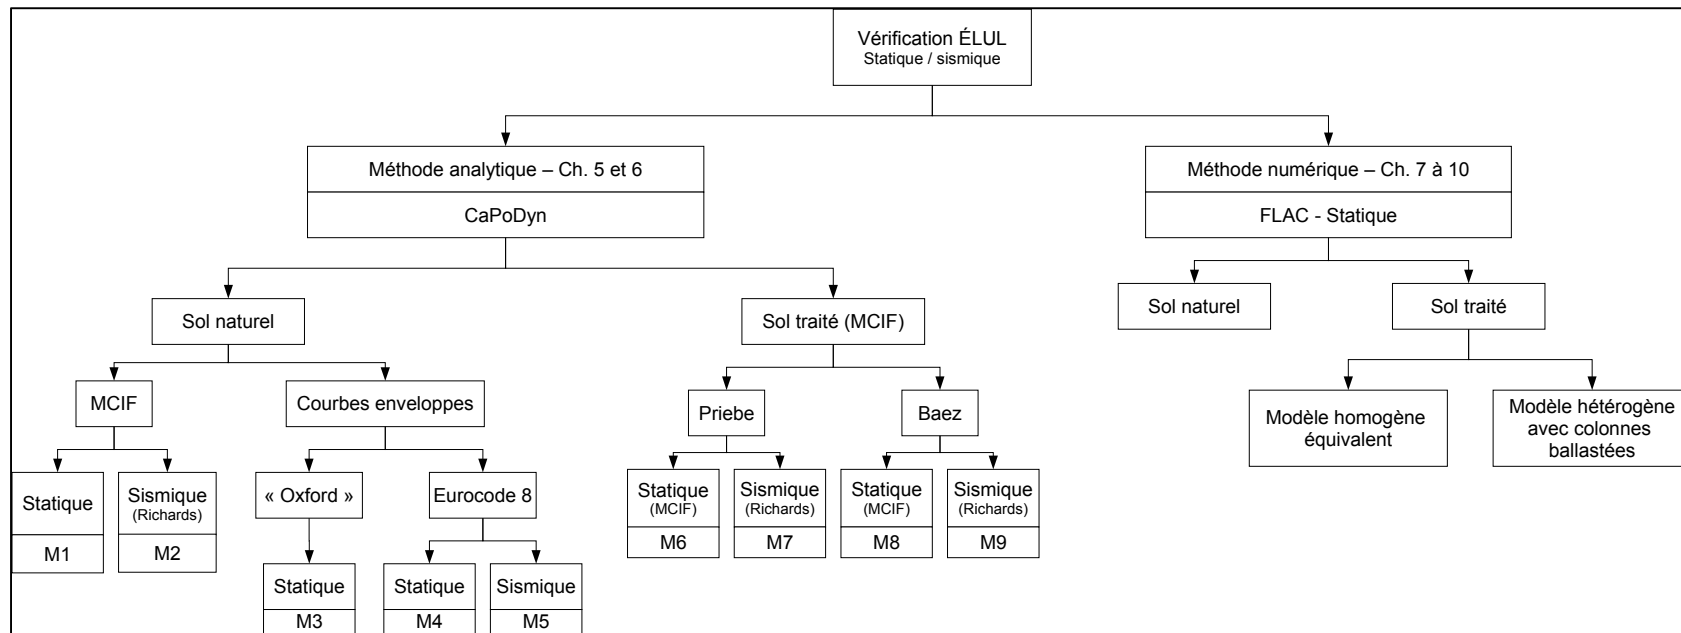 Vérification ÉLUL
Statique / sismique
Méthode analytique – Ch. 5 et 6
CaPoDyn
Méthode numérique – Ch. 7 à 10
FLAC - Statique
Sol naturel
Sol traité (MCIF)
Sol naturel
Sol traité
MCIF
Courbes enveloppes
Priebe
Baez
Modèle homogène
équivalent
Modèle hétérogène
avec colonnes
ballastées
Statique
M1
Sismique
(Richards)
M2
« Oxford »
Eurocode 8
Statique
(MCIF)
M6
Sismique
(Richards)
M7
Statique
(MCIF)
M8
Sismique
(Richards)
M9
Statique
M3
Statique
M4
Sismique
M5